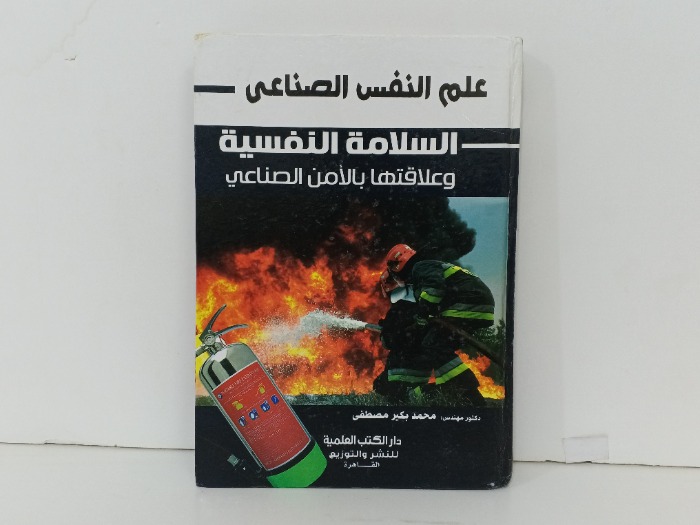 علم النفس الصناعى
السلامة النفسية
وعلاقتها بالأمن الصناعي
دكتور مهندس: محمد بكير مصطفى
دار الكتب العلمية
للنشر والتوزيع
القاهرة